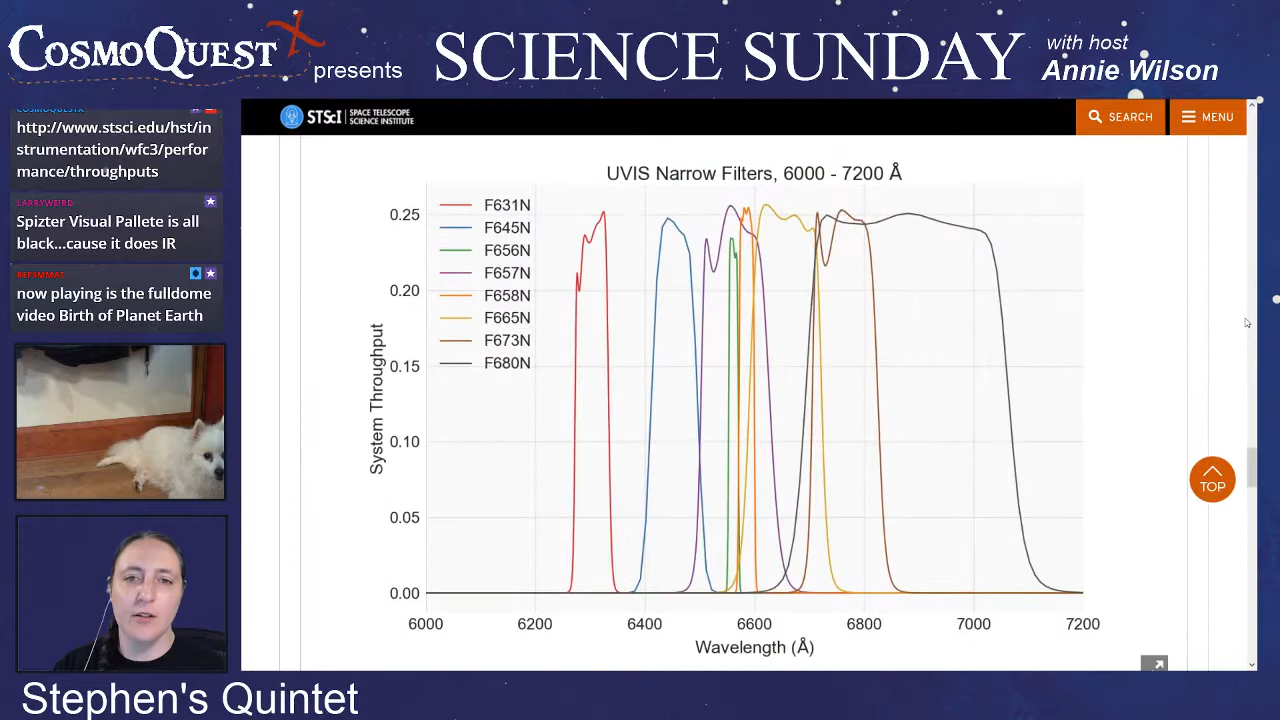 CosmoQuest X
presents
SCIENCE SUNDAY
with host
Annie Wilson
COSMOQUESTX
http://www.stsci.edu/hst/in
strumentation/wfc3/perfor
mance/throughputs
LARRYWEIRD
Spizter Visual Pallete is all
black...cause it does IR
REFSMMAT
now playing is the fulldome
video Birth of Planet Earth
STScI | SPACE TELESCOPE
SCIENCE INSTITUTE
SEARCH
MENU
UVIS Narrow Filters, 6000 - 7200 Å
F631N
F645N
F656N
F657N
F658N
F665N
F673N
F680N
System Throughput
0.25
0.20
0.15
0.10
0.05
0.00
6000 6200 6400 6600 6800 7000 7200
Wavelength (Å)
TOP
Stephen's Quintet